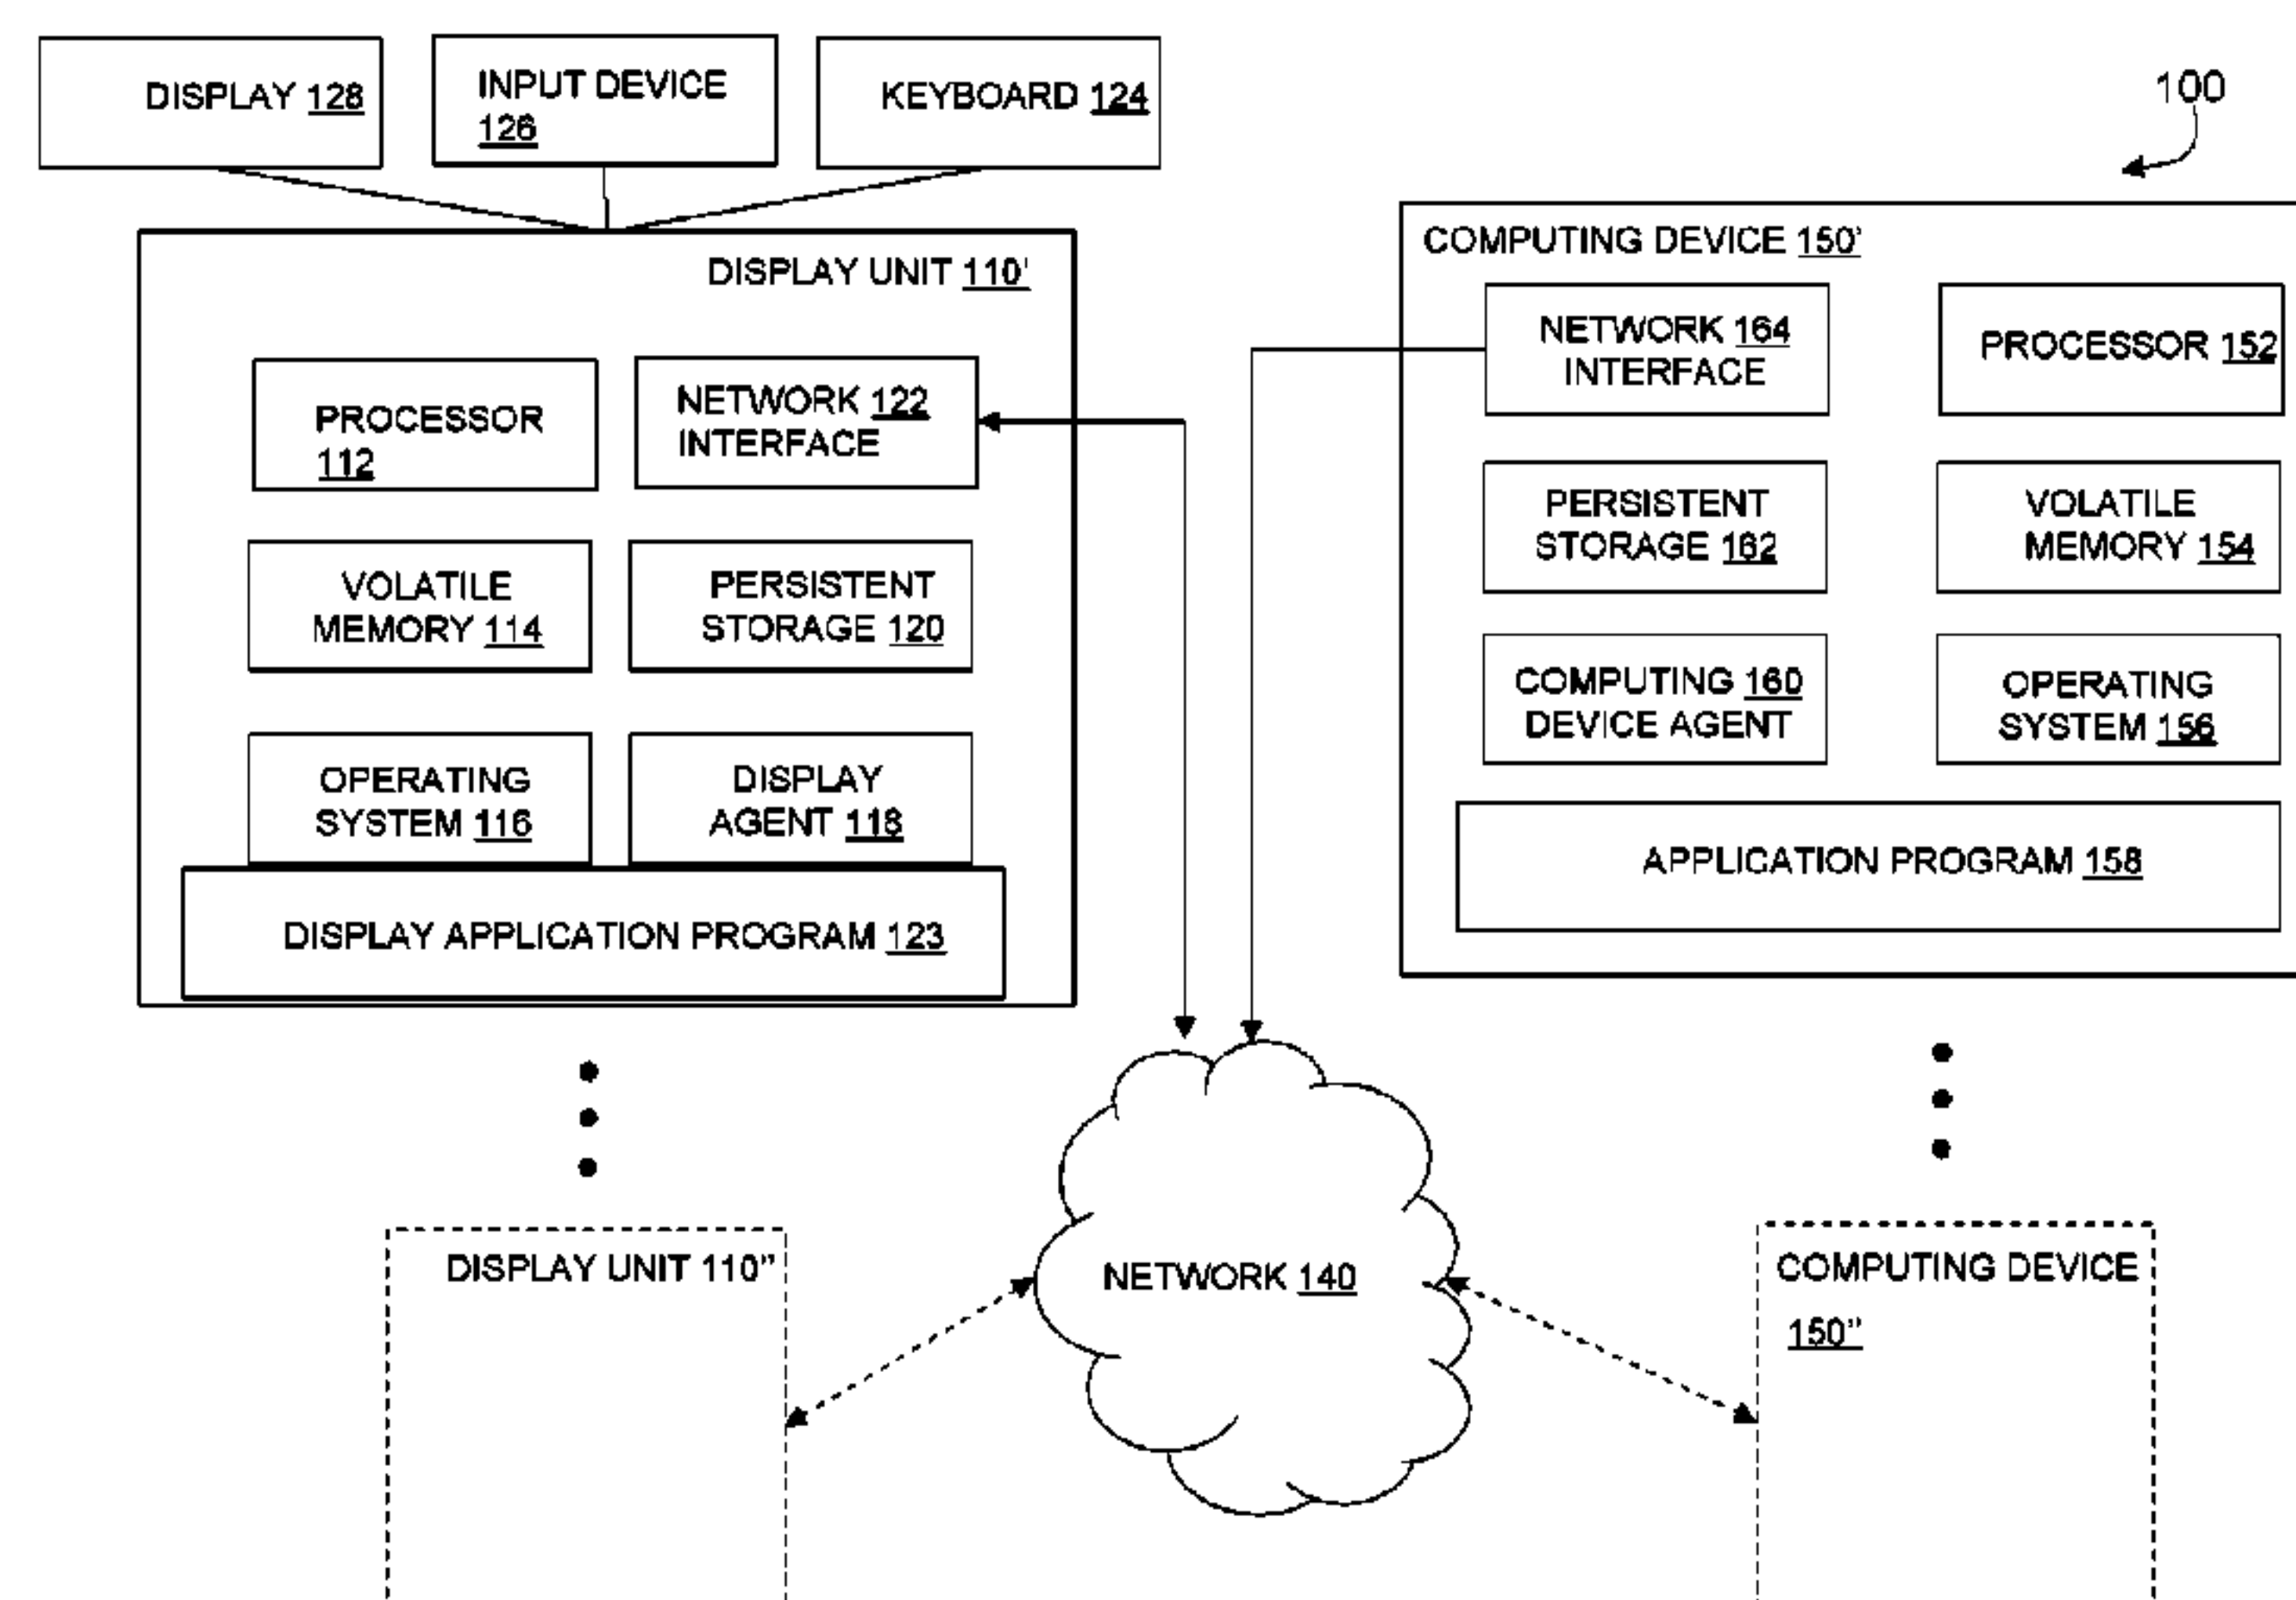 DISPLAY 128
INPUT DEVICE
126
KEYBOARD 124
100
DISPLAY UNIT 110'
PROCESSOR
112
NETWORK 122
INTERFACE
VOLATILE
MEMORY 114
PERSISTENT
STORAGE 120
OPERATING
SYSTEM 116
DISPLAY
AGENT 118
DISPLAY APPLICATION PROGRAM 123
COMPUTING DEVICE 150'
NETWORK 164
INTERFACE
PROCESSOR 152
PERSISTENT
STORAGE 162
VOLATILE
MEMORY 154
COMPUTING 160
DEVICE AGENT
OPERATING
SYSTEM 156
APPLICATION PROGRAM 158
DISPLAY UNIT 110"
NETWORK 140
COMPUTING DEVICE
150"